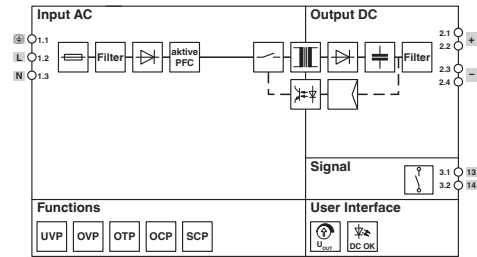 Input AC
Output DC
1.1
L 1.2
N 1.3
Filter
aktive
PFC
Filter
2.1
2.2
+
2.3
2.4
–
Signal
3.1 13
3.2 14
Functions
UVP OVP OTP OCP SCP
User Interface
UOUT
DC OK